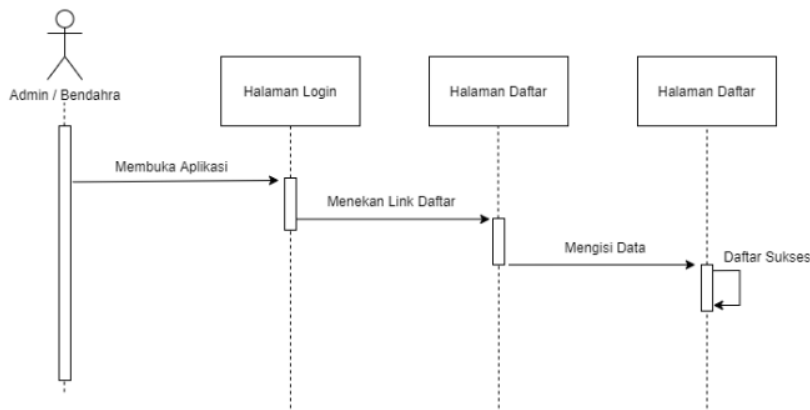 Admin / Bendahra
Halaman Login
Halaman Daftar
Halaman Daftar
Membuka Aplikasi
Menekan Link Daftar
Mengisi Data
Daftar Sukses